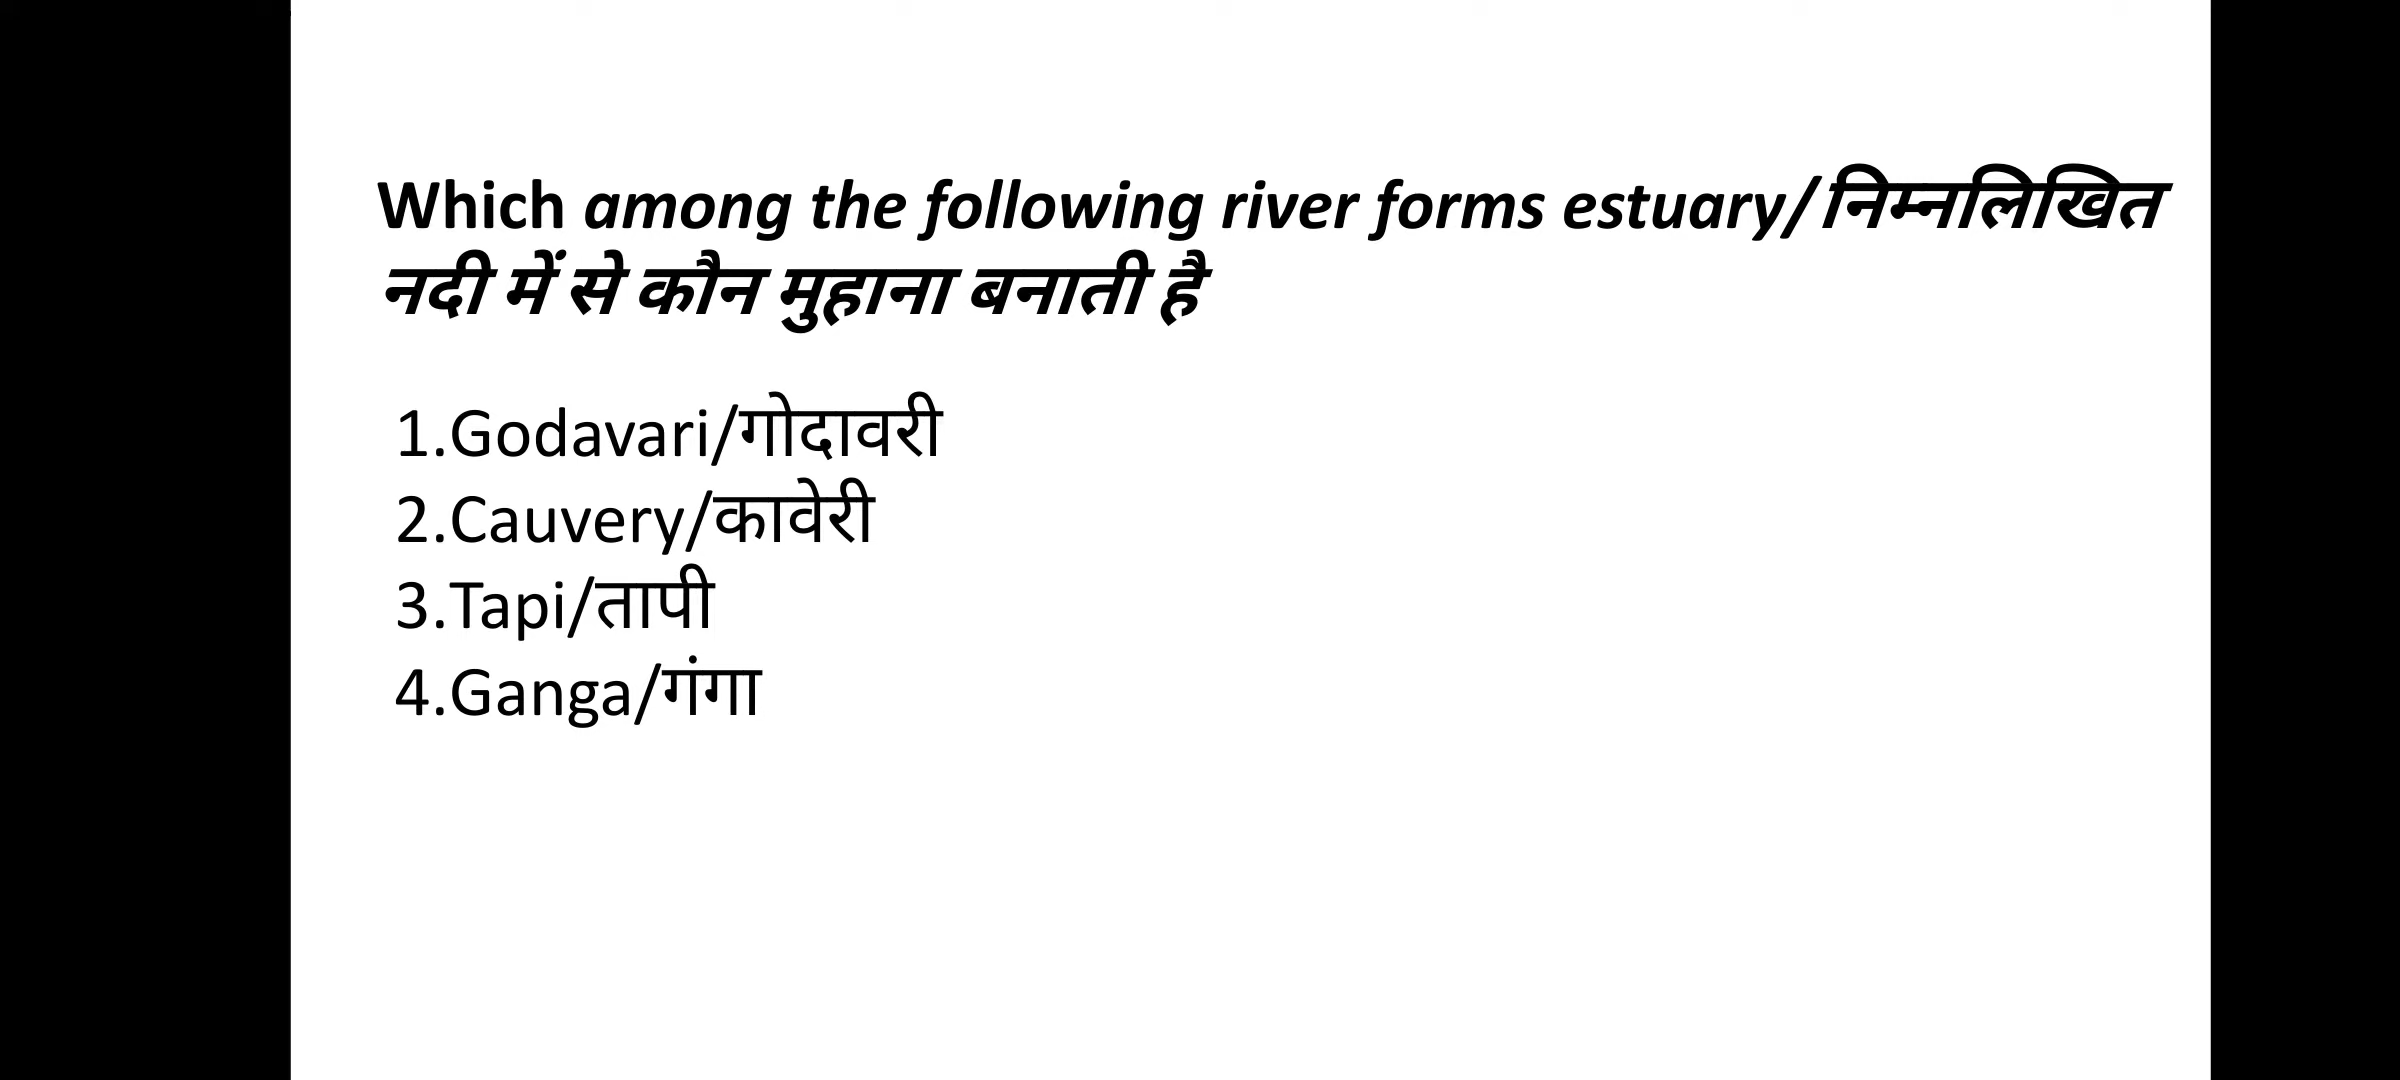 Which among the following river forms estuary/निम्नलिखित
नदी में से कौन मुहाना बनाती है
1.Godavari/गोदावरी
2.Cauvery/कावेरी
3.Tapi/तापी
4.Ganga/गंगा